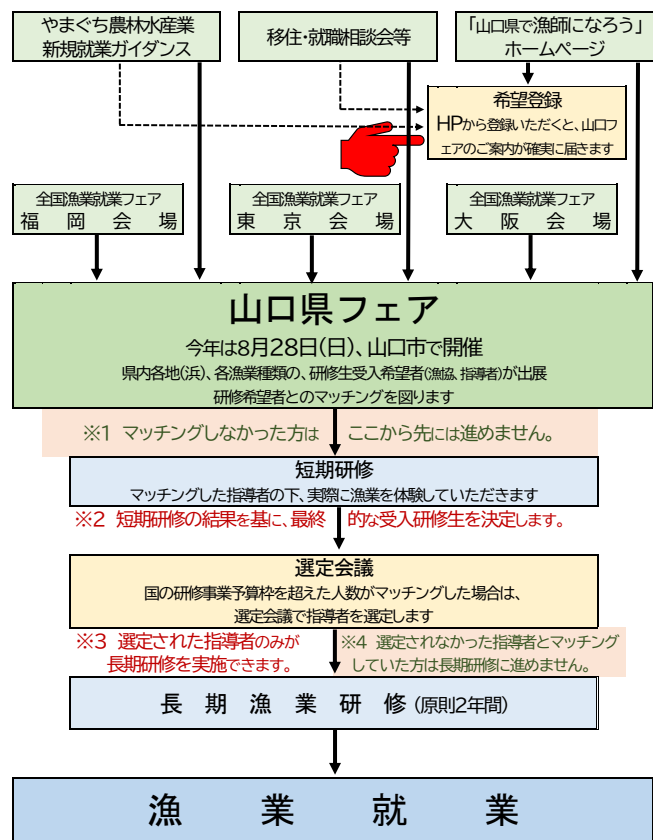 やまぐち農林水産業
新規就業ガイダンス
移住・就職相談会等
「山口県で漁師になろう」
ホームページ
希望登録
HPから登録いただくと、山口フ
ェアのご案内が確実に届きます
全国漁業就業フェア
福岡会場
全国漁業就業フェア
東京会場
全国漁業就業フェア
大阪会場
山口県フェア
今年は8月28日(日)、山口市で開催
県内各地(浜)、各漁業種類の、研修生受入希望者(漁協、指導者)が出展
研修希望者とのマッチングを図ります
※1 マッチングしなかった方は ここから先には進めません。
短期研修
マッチングした指導者の下、実際に漁業を体験していただきます
※2 短期研修の結果を基に、最終 的な受入研修生を決定します。
選定会議
国の研修事業予算枠を超えた人数がマッチングした場合は、
選定会議で指導者を選定します
※3 選定された指導者のみが
長期研修を実施できます。
※4 選定されなかった指導者とマッチング
していた方は長期研修に進めません。
長期漁業研修(原則2年間)
漁業就業